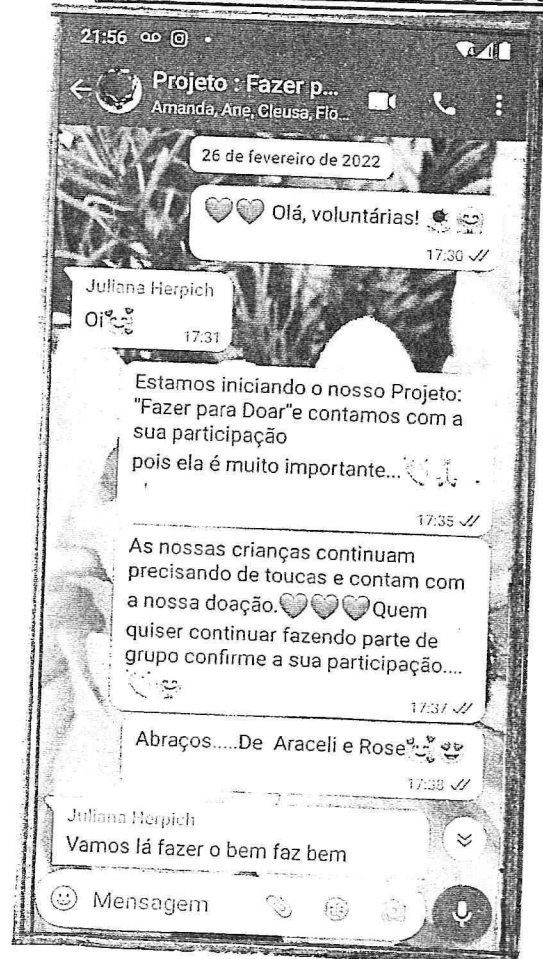 21:56
Projeto : Fazer p...
Amanda, Ane, Cleusa, Flo...
26 de fevereiro de 2022
Olá, voluntárias!
17:30
Juliana Herpich
Oi
17:31
Estamos iniciando o nosso Projeto:
"Fazer para Doar"e contamos com a
sua participação
pois ela é muito importante...
17:35
As nossas crianças continuam
precisando de toucas e contam com
a nossa doação.💛💛💛Quem
quiser continuar fazendo parte de
grupo confirme a sua participação....
17:37
Abraços.....De Araceli e Rose
17:38
Juliana Herpich
Vamos lá fazer o bem faz bem
Mensagem